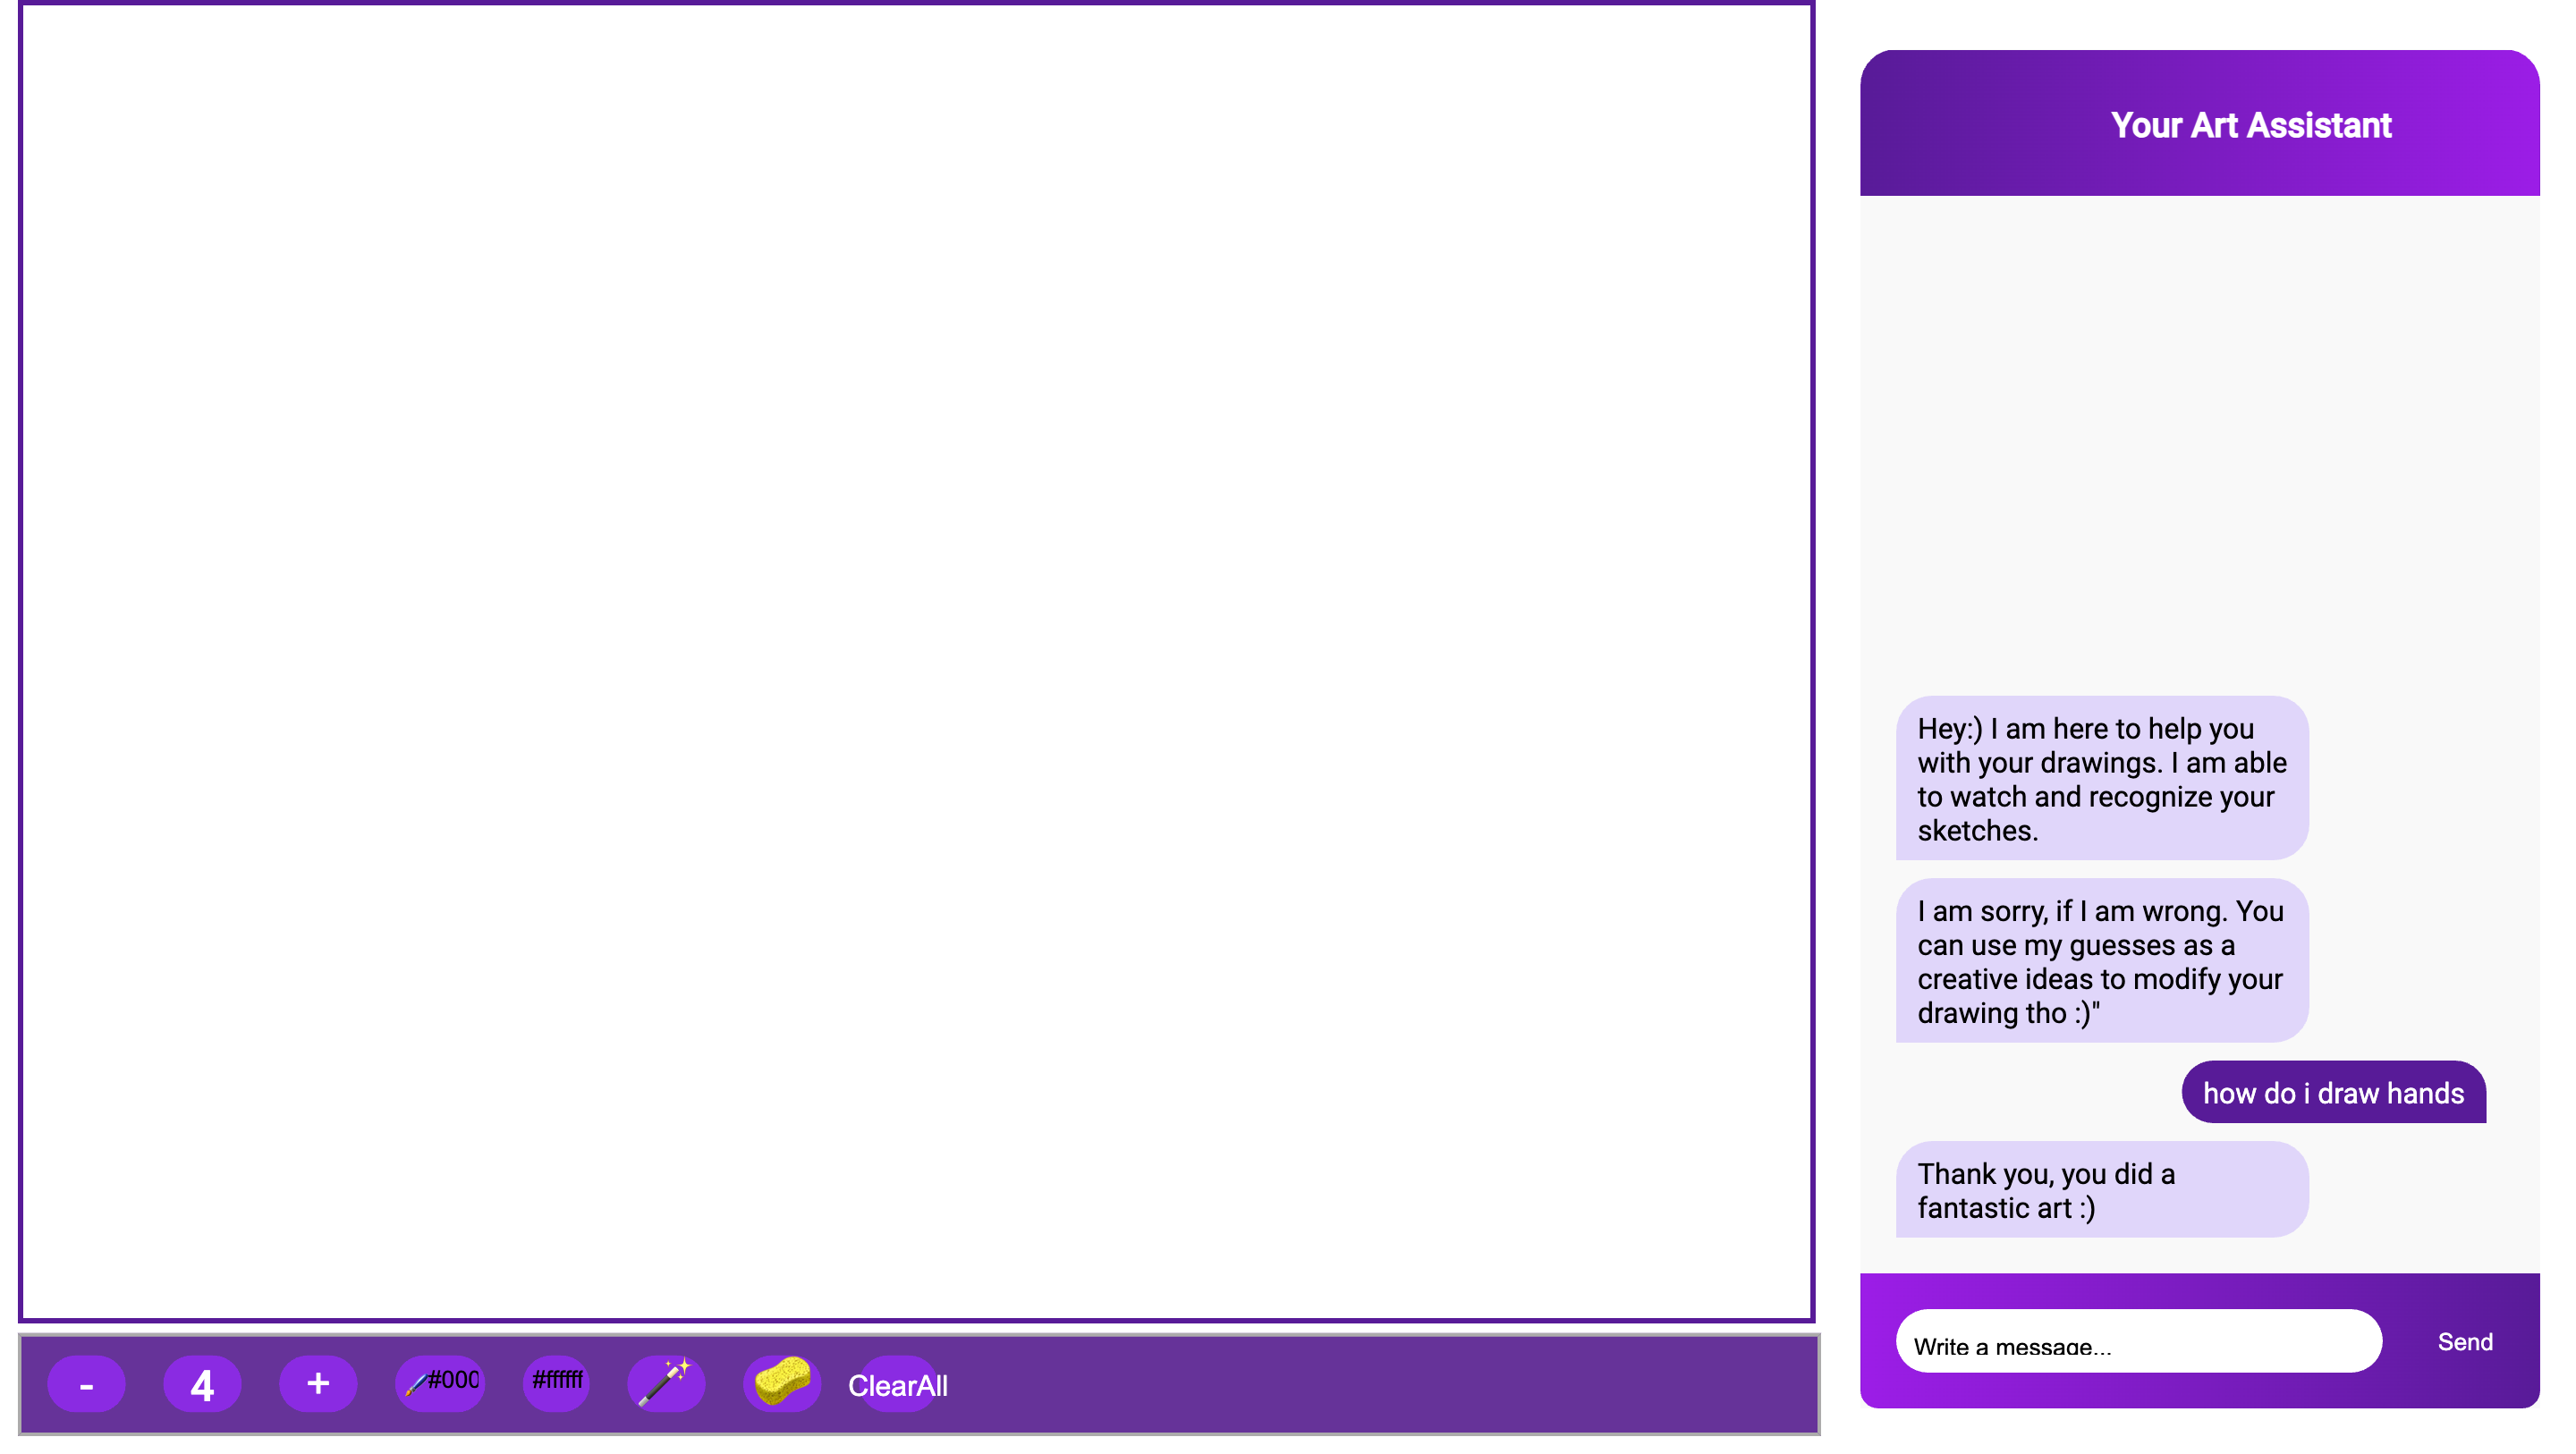 Your Art Assistant
Hey:) I am here to help you
with your drawings. I am able
to watch and recognize your
sketches.
I am sorry, if I am wrong. You
can use my guesses as a
creative ideas to modify your
drawing tho :)"
how do i draw hands
Thank you, you did a
fantastic art :)
Write a message...
Send
- 4 + #000 #ffffff ClearAll